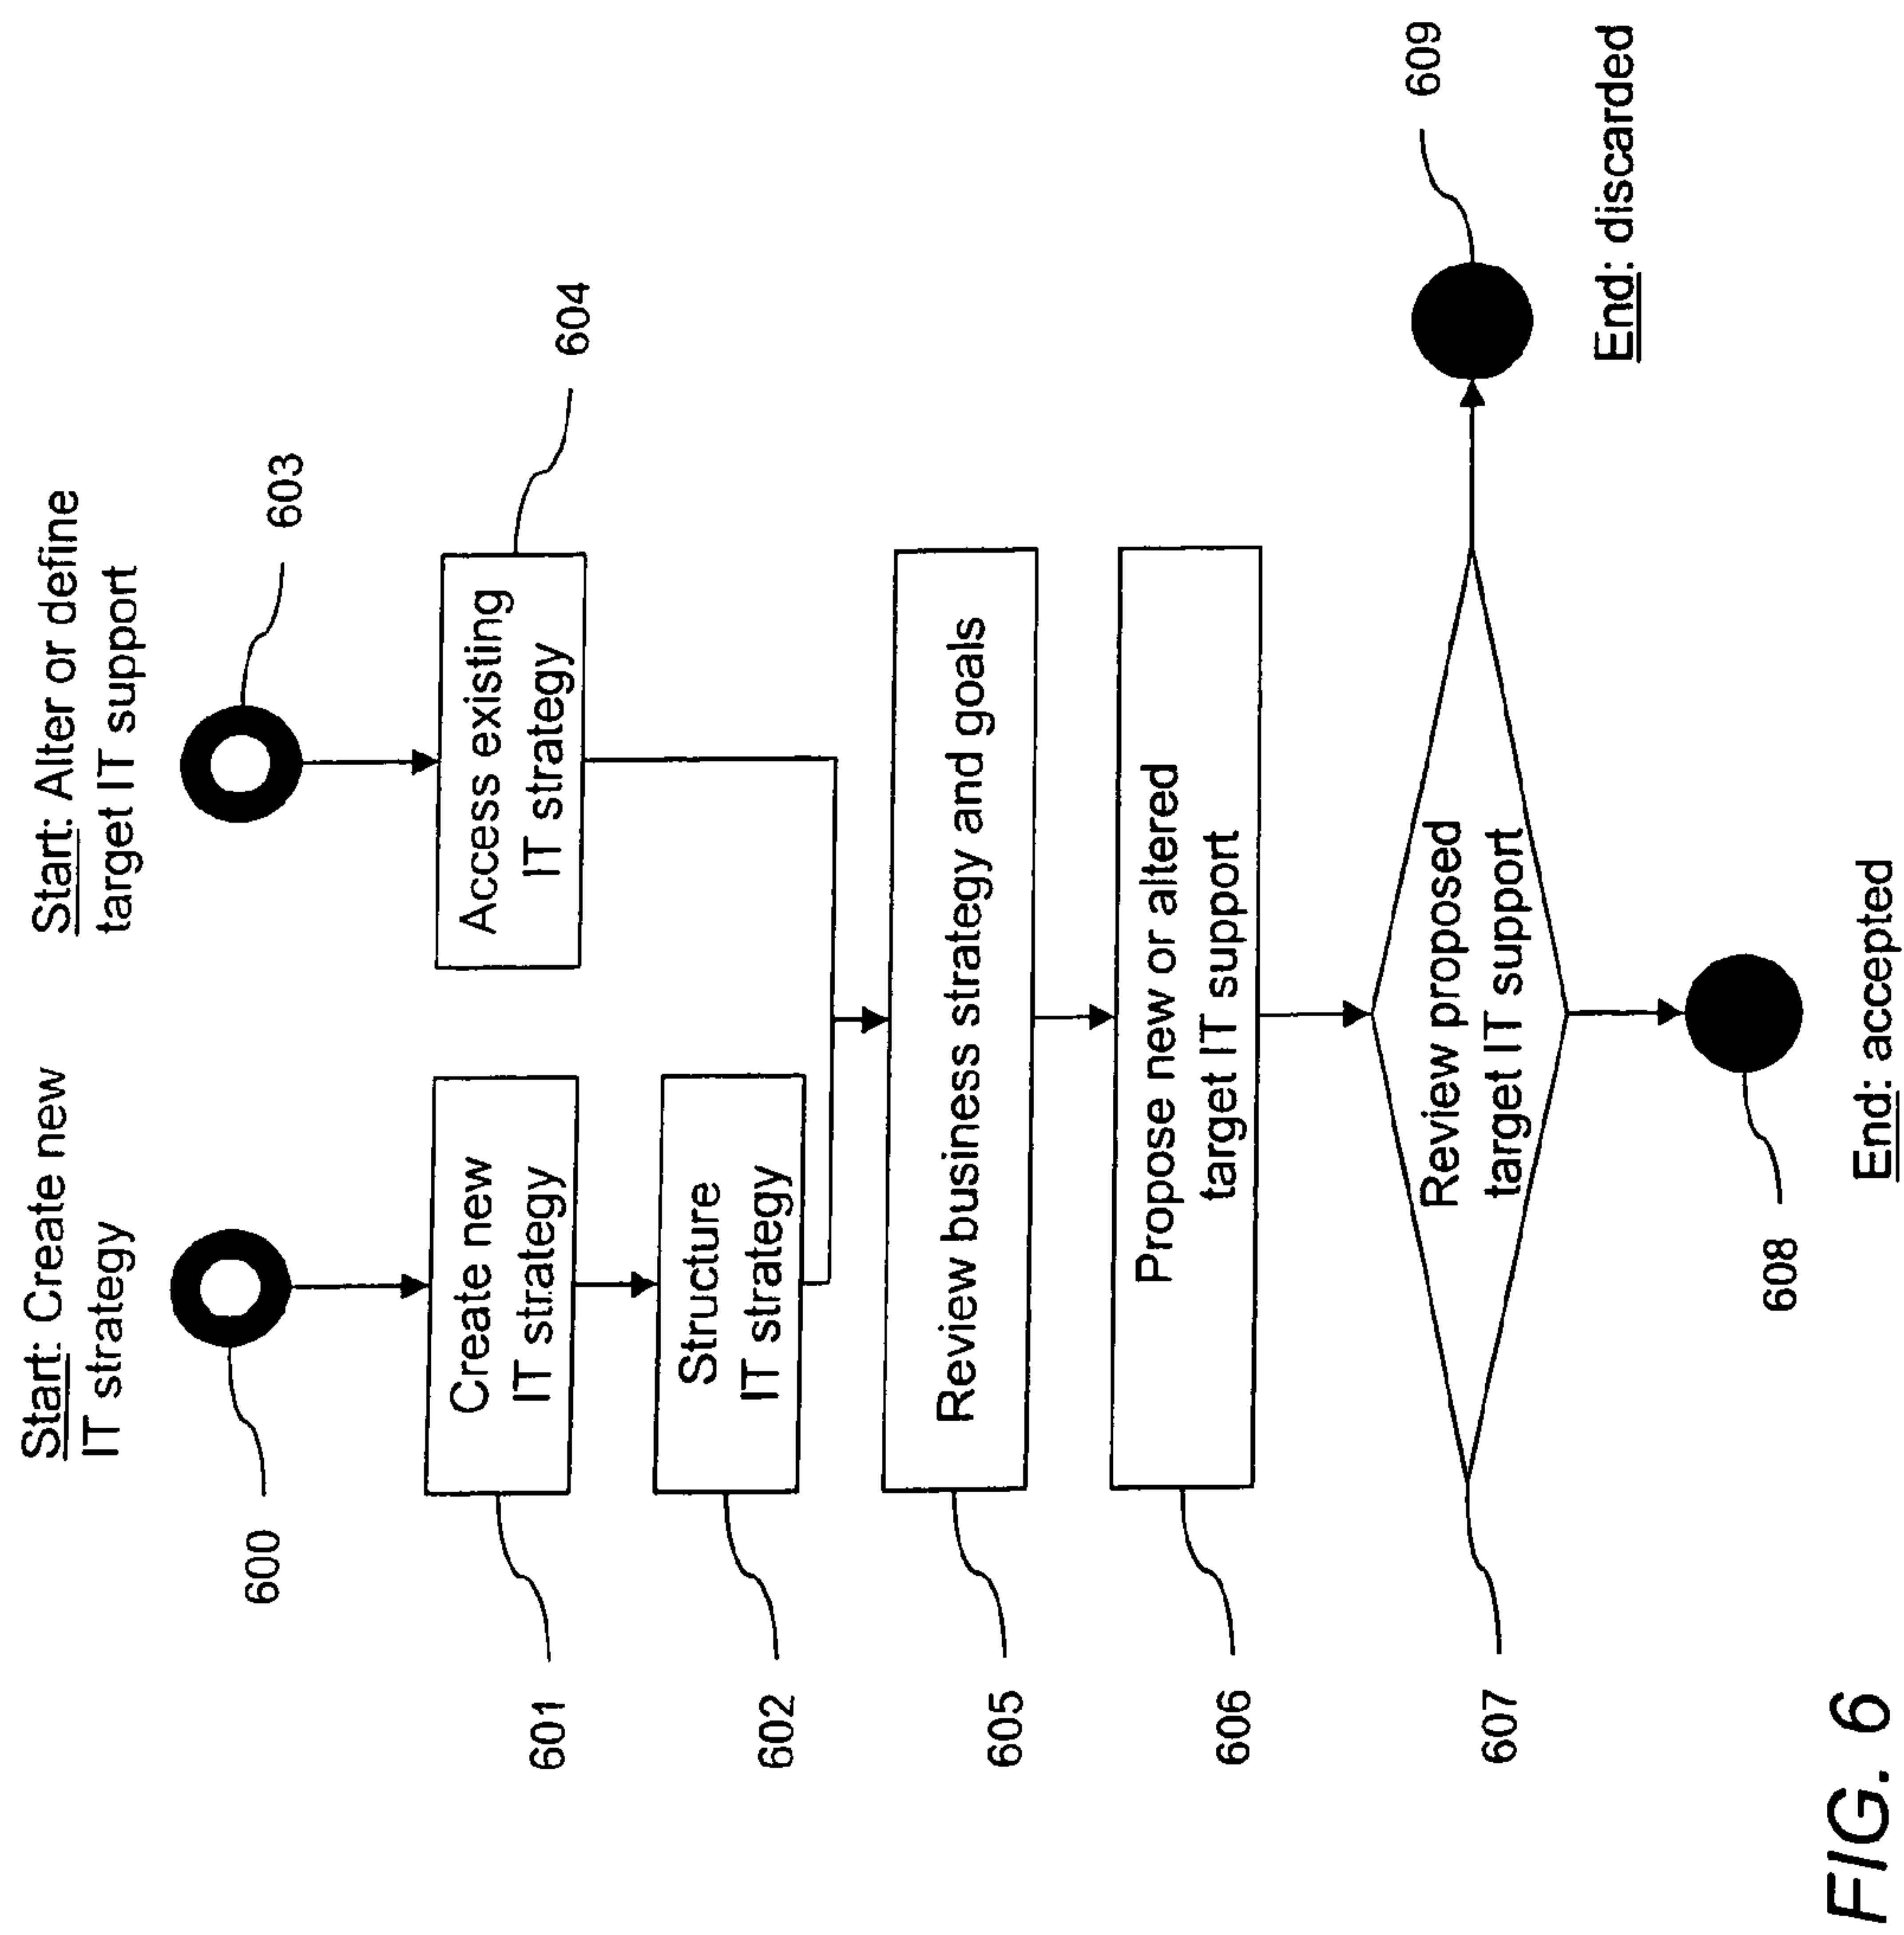 Start: Create new
IT strategy
Start: Alter or define
target IT support
600
603
Create new
IT strategy
601
Access existing
IT strategy
604
Structure
IT strategy
602
Review business strategy and goals
605
Propose new or altered
target IT support
606
Review proposed
target IT support
607
609
End: discarded
608
End: accepted
FIG. 6